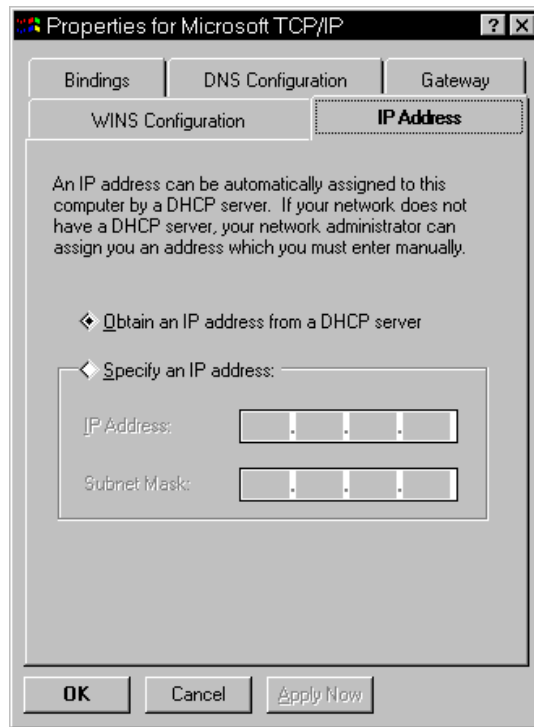 Properties for Microsoft TCP/IP
Bindings
DNS Configuration
Gateway
WINS Configuration
IP Address
An IP address can be automatically assigned to this
computer by a DHCP server. If your network does not
have a DHCP server, your network administrator can
assign you an address which you must enter manually.
Obtain an IP address from a DHCP server
Specify an IP address:
IP Address:
Subnet Mask:
OK
Cancel
Apply Now